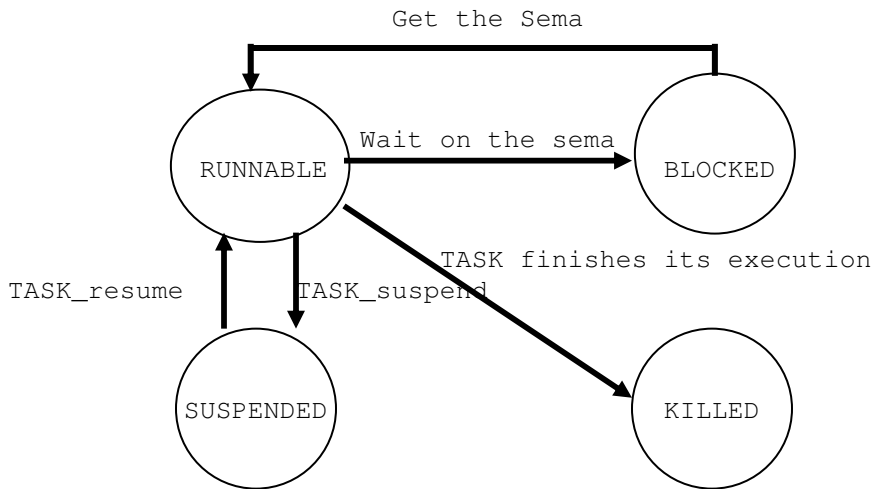 Get the Sema
Wait on the sema
RUNNABLE
BLOCKED
TASK finishes its execution
TASK_resume
TASK_suspend
SUSPENDED
KILLED